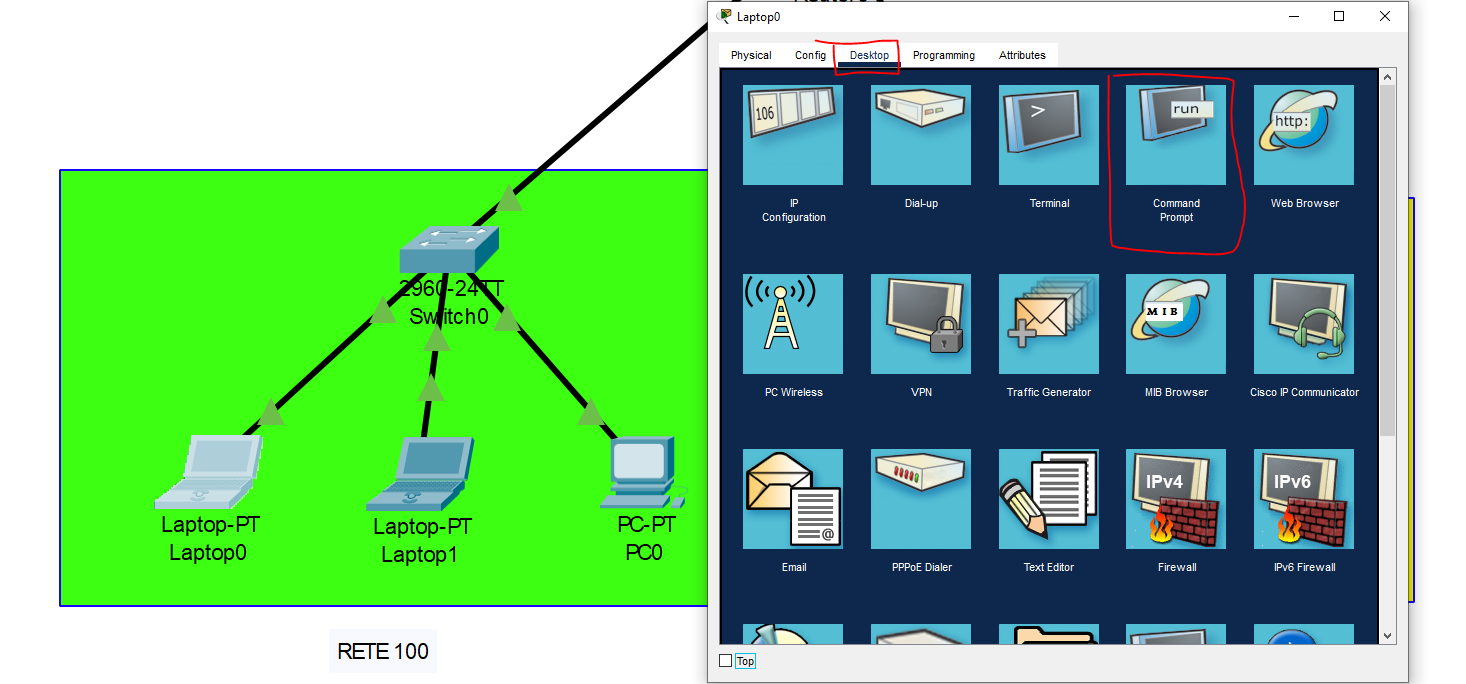 Laptop0
Physical
Config
Desktop
Programming
Attributes
106
IP
Configuration
Dial-up
>
Terminal
run
Command
Prompt
http:
Web Browser
PC Wireless
VPN
Traffic Generator
MIB
MIB Browser
Cisco IP Communicator
@
Email
PPPoE Dialer
Text Editor
IPv4
Firewall
IPv6
IPv6 Firewall
Top
2960-24TT
Switch0
Laptop-PT
Laptop0
Laptop-PT
Laptop1
PC-PT
PC0
RETE 100